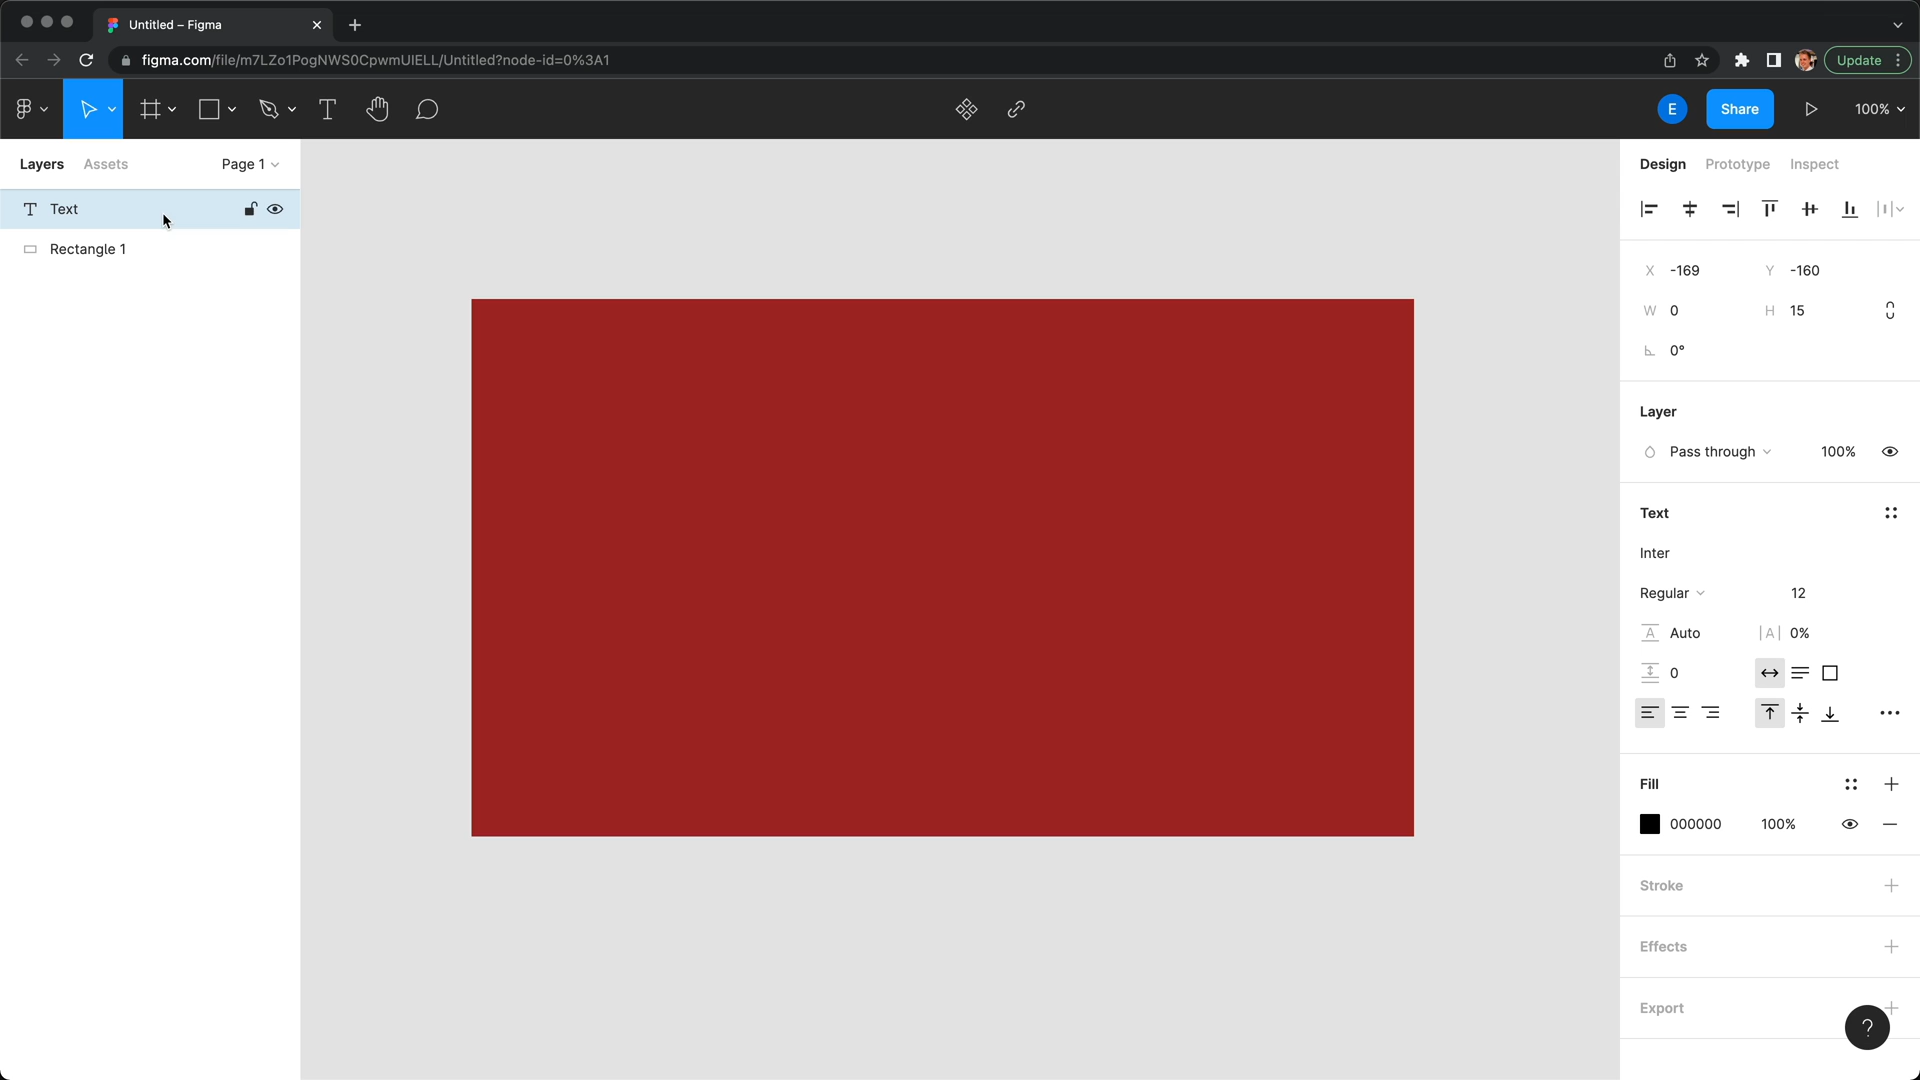 Untitled – Figma
figma.com/file/m7LZo1PogNWS0CpwmUIELL/Untitled?node-id=0%3A1
Update
E
Share
100%
Layers
Assets
Page 1
Text
Rectangle 1
Design
Prototype
Inspect
X -169
Y -160
W 0
H 15
0°
Layer
Pass through
100%
Text
Inter
Regular
12
A Auto
|A| 0%
0
Fill
000000
100%
Stroke
Effects
Export
?